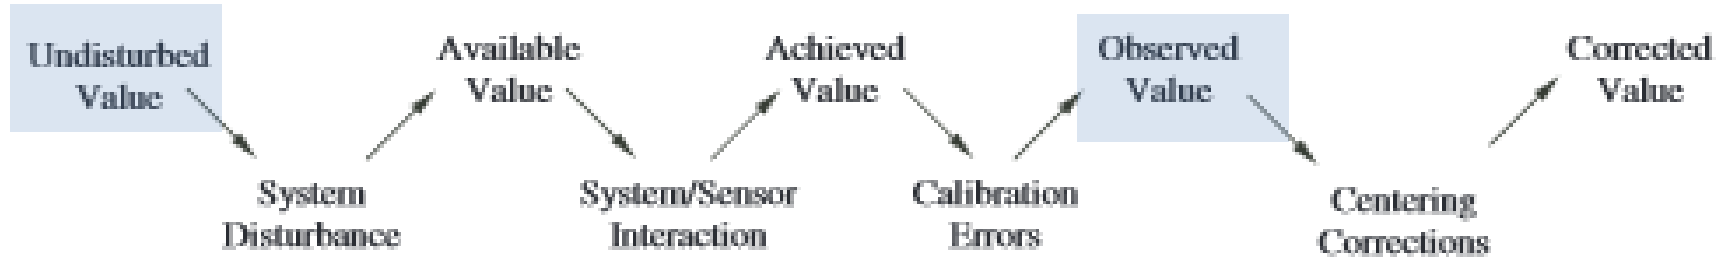 Undisturbed
Value
System
Disturbance
Available
Value
System/Sensor
Interaction
Achieved
Value
Calibration
Errors
Observed
Value
Centering
Corrections
Corrected
Value